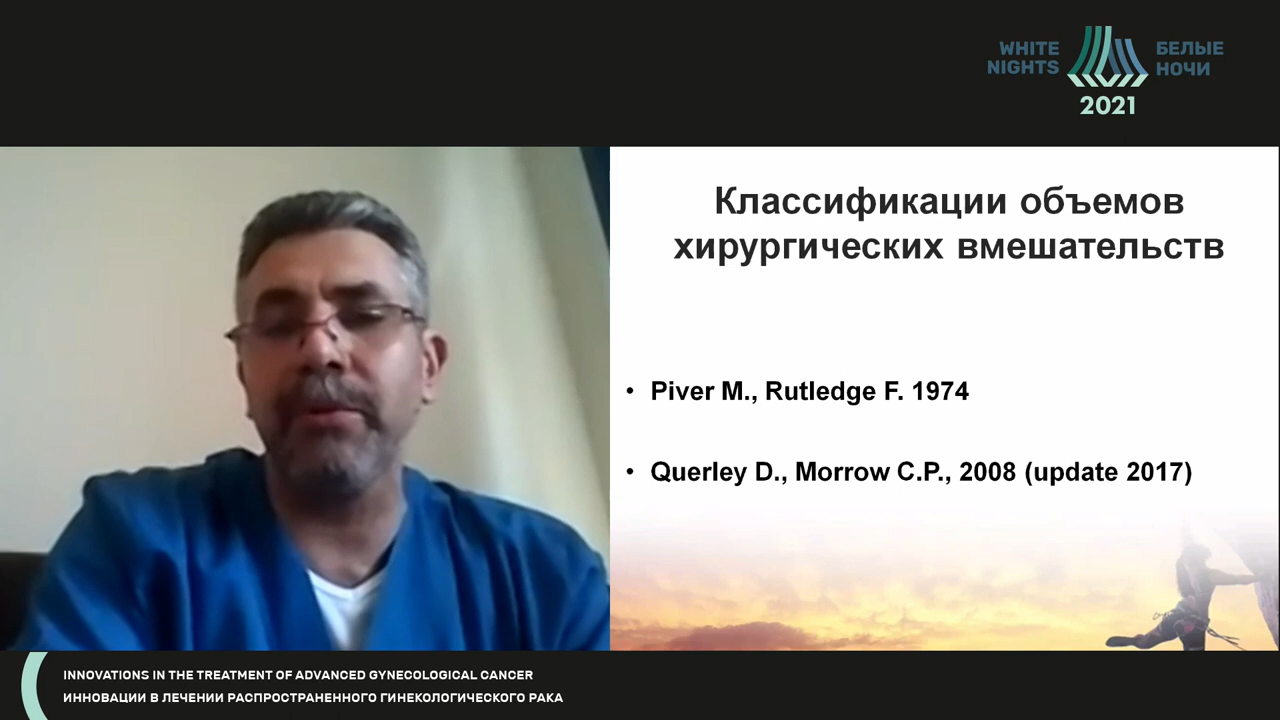 WHITE
NIGHTS
БЕЛЫЕ
НОЧИ
2021
Классификации объемов
хирургических вмешательств
• Piver M., Rutledge F. 1974
• Querley D., Morrow C.P., 2008 (update 2017)
INNOVATIONS IN THE TREATMENT OF ADVANCED GYNECOLOGICAL CANCER
ИННОВАЦИИ В ЛЕЧЕНИИ РАСПРОСТРАНЕННОГО ГИНЕКОЛОГИЧЕСКОГО РАКА